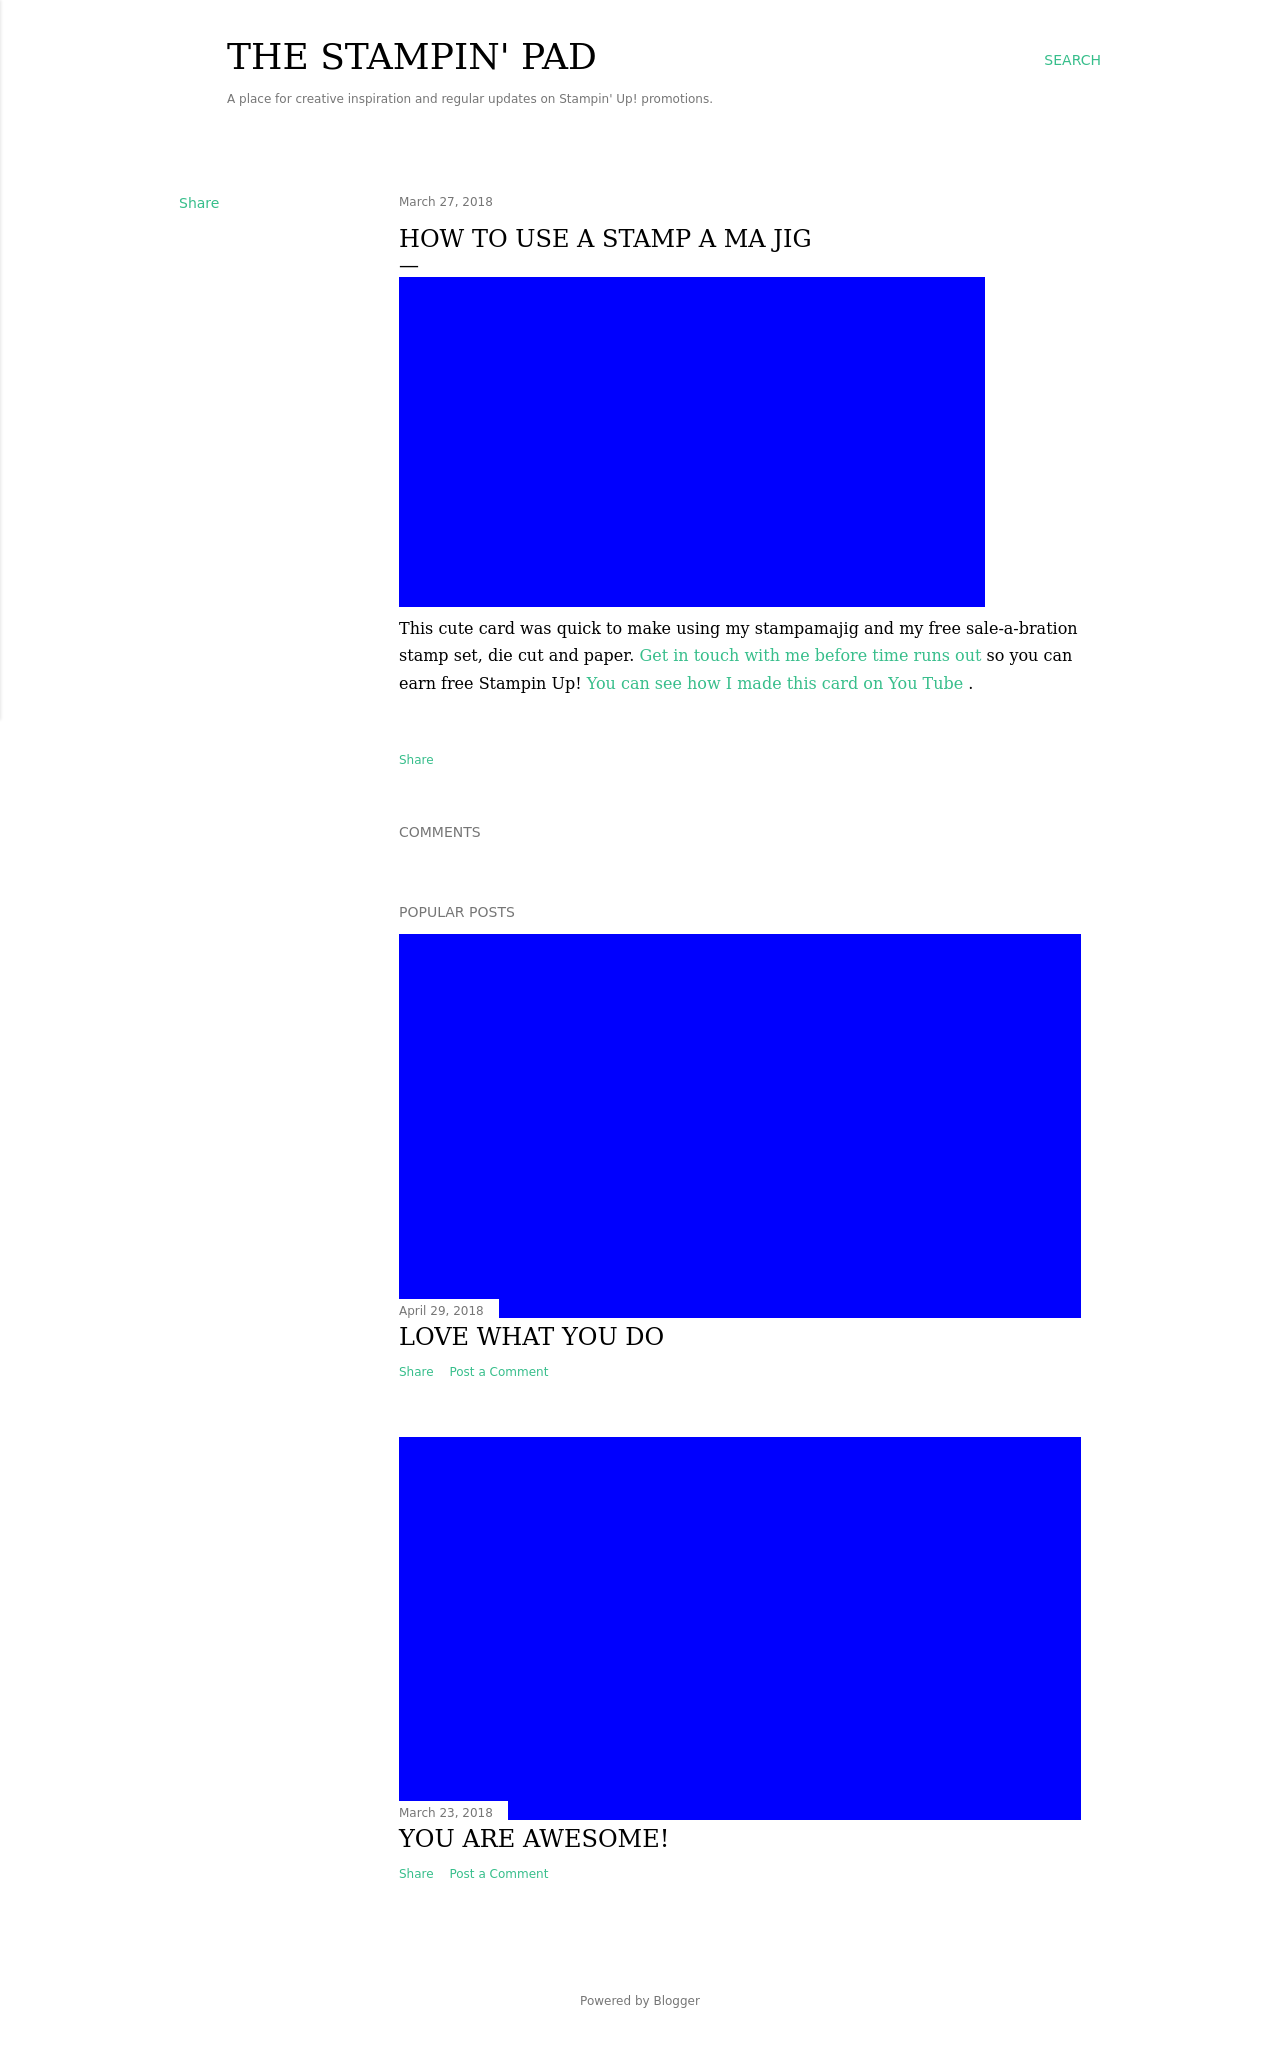 THE STAMPIN' PAD
SEARCH
A place for creative inspiration and regular updates on Stampin' Up! promotions.
Share
March 27, 2018
HOW TO USE A STAMP A MA JIG
This cute card was quick to make using my stampamajig and my free sale-a-bration
stamp set, die cut and paper. Get in touch with me before time runs out so you can
earn free Stampin Up! You can see how I made this card on You Tube .
Share
COMMENTS
POPULAR POSTS
April 29, 2018
LOVE WHAT YOU DO
Share Post a Comment
March 23, 2018
YOU ARE AWESOME!
Share Post a Comment
Powered by Blogger